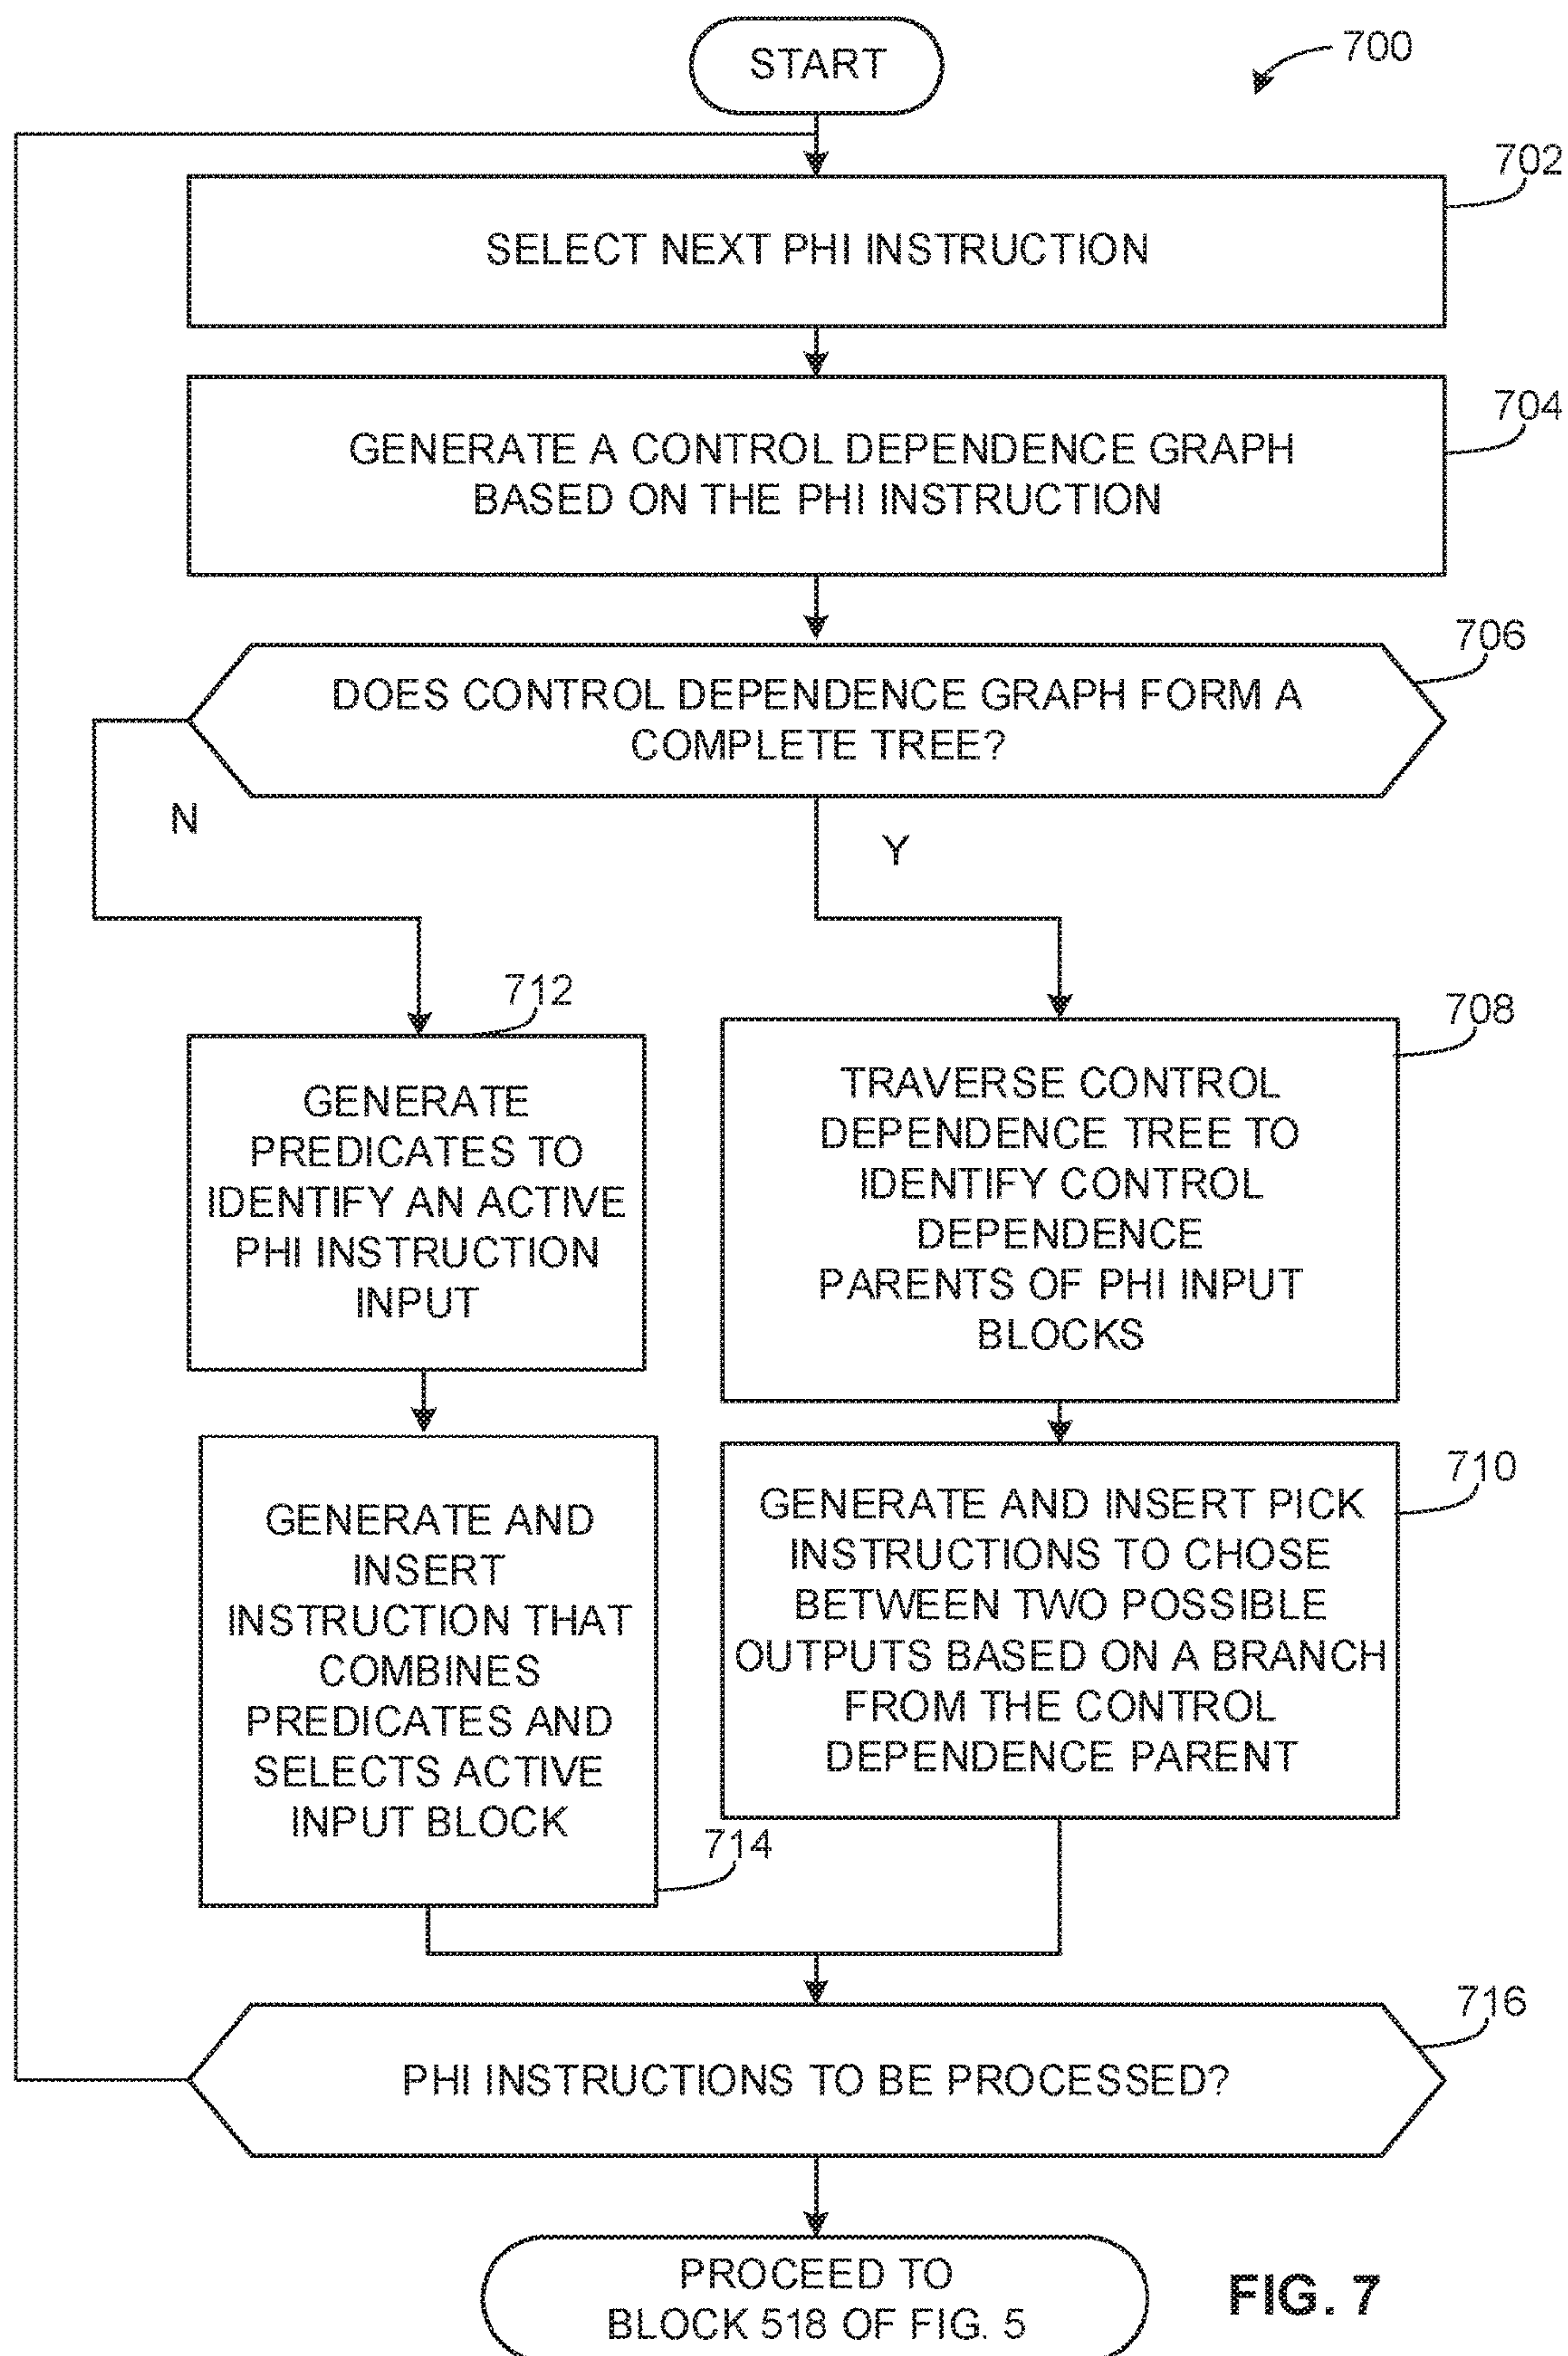 START
700
702
SELECT NEXT PHI INSTRUCTION
704
GENERATE A CONTROL DEPENDENCE GRAPH
BASED ON THE PHI INSTRUCTION
706
DOES CONTROL DEPENDENCE GRAPH FORM A
COMPLETE TREE?
N
Y
712
GENERATE
PREDICATES TO
IDENTIFY AN ACTIVE
PHI INSTRUCTION
INPUT
708
TRAVERSE CONTROL
DEPENDENCE TREE TO
IDENTIFY CONTROL
DEPENDENCE
PARENTS OF PHI INPUT
BLOCKS
GENERATE AND
INSERT
INSTRUCTION THAT
COMBINES
PREDICATES AND
SELECTS ACTIVE
INPUT BLOCK
714
710
GENERATE AND INSERT PICK
INSTRUCTIONS TO CHOSE
BETWEEN TWO POSSIBLE
OUTPUTS BASED ON A BRANCH
FROM THE CONTROL
DEPENDENCE PARENT
716
PHI INSTRUCTIONS TO BE PROCESSED?
PROCEED TO
BLOCK 518 OF FIG. 5
FIG. 7